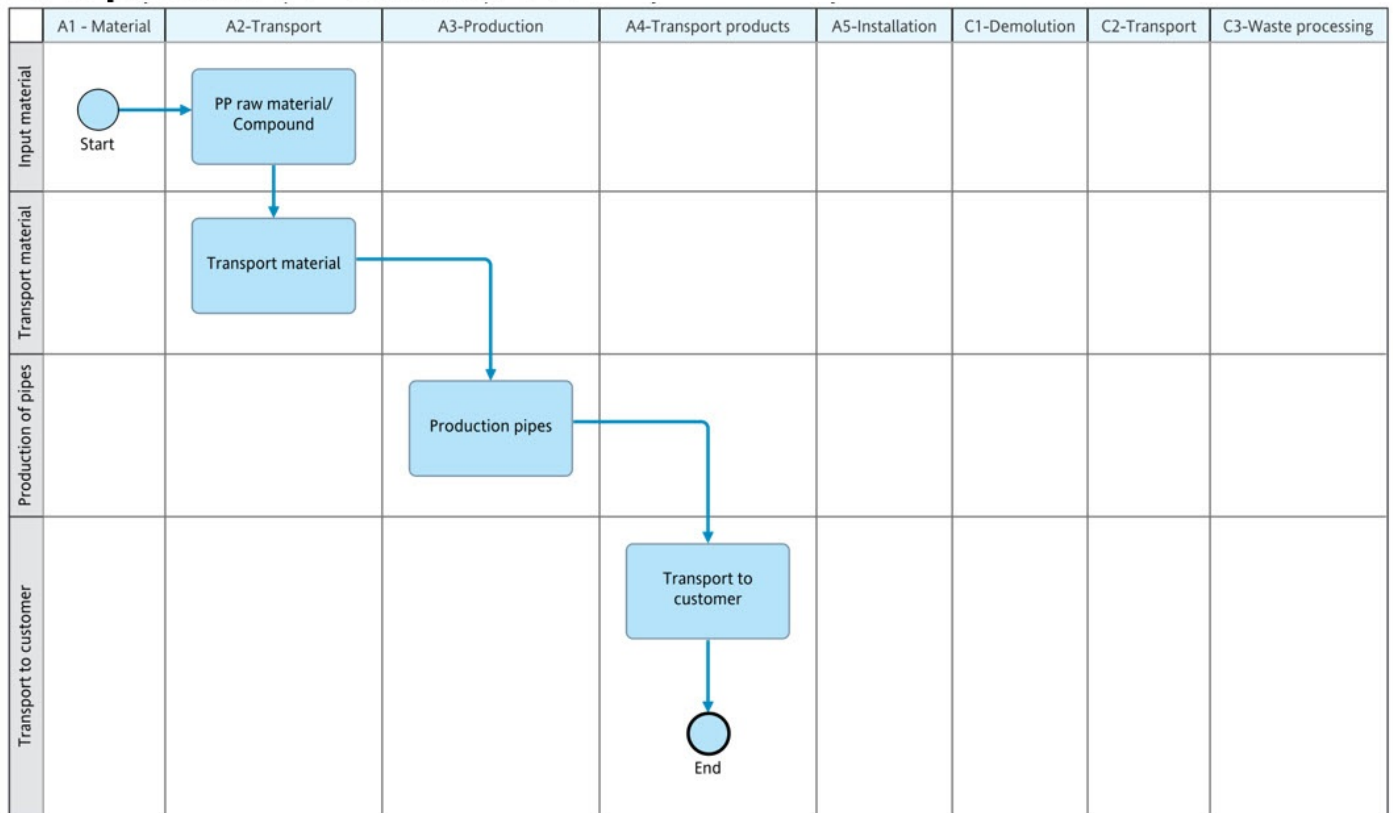 A1 - Material
A2-Transport
A3-Production
A4-Transport products
A5-Installation
C1-Demolution
C2-Transport
C3-Waste processing
Input material
Start
PP raw material/
Compound
Transport material
Transport material
Production of pipes
Production pipes
Transport to customer
Transport to
customer
End